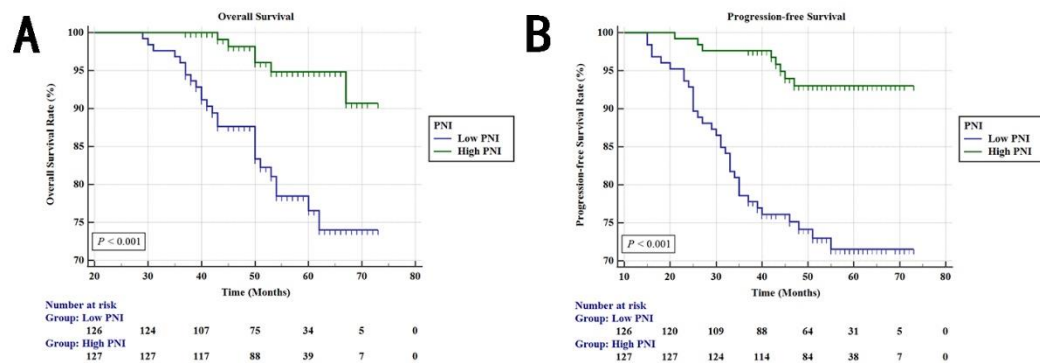 A
Overall Survival
Overall Survival Rate (%)
100
95
90
85
80
75
70
P < 0.001
PNI
Low PNI
High PNI
20 30 40 50 60 70 80
Time (Months)
Number at risk
Group: Low PNI
126 124 107 75 34 5 0
Group: High PNI
127 127 117 88 39 7 0
B
Progression-free Survival
Progression-free Survival Rate (%)
100
95
90
85
80
75
70
P < 0.001
PNI
Low PNI
High PNI
10 20 30 40 50 60 70 80
Time (Months)
Number at risk
Group: Low PNI
126 120 109 88 64 31 5 0
Group: High PNI
127 127 124 114 84 38 7 0